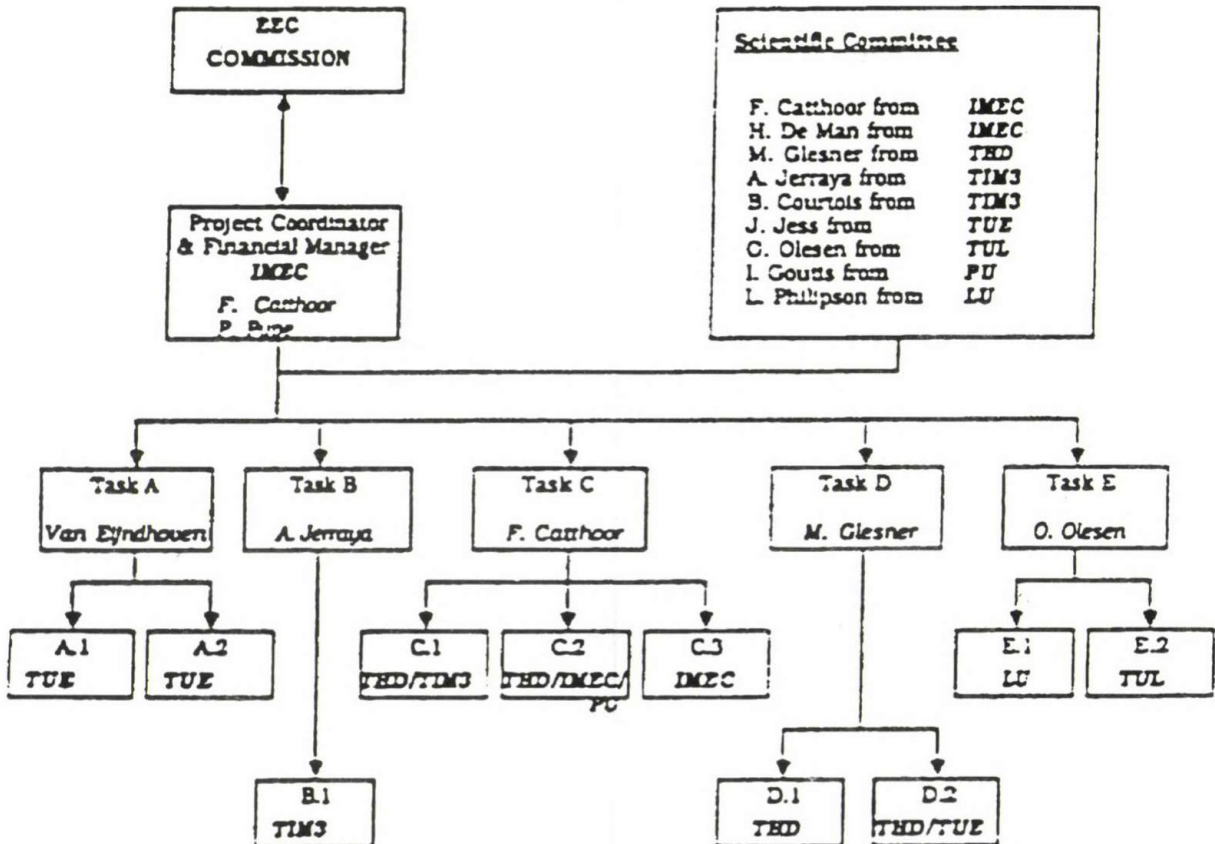 EEC
COMMISSION
Scientific Committee
F. Catthoor from IMEC
H. De Man from IMEC
M. Glesner from THD
A. Jerraya from TIM3
B. Courtois from TIM3
J. Jess from TUE
O. Olesen from TUL
I. Goutis from PU
L. Philipson from LU
Project Coordinator
& Financial Manager
IMEC
F. Catthoor
P.
Task A
Van Eijndhoven
Task B
A. Jerraya
Task C
F. Catthoor
Task D
M. Glesner
Task E
O. Olesen
A.1
TUE
A.2
TUE
C.1
THD/TIM3
C.2
THD/IMEC/
PU
C.3
IMEC
E.1
LU
E.2
TUL
B.1
TIM3
D.1
THD
D.2
THD/TUE